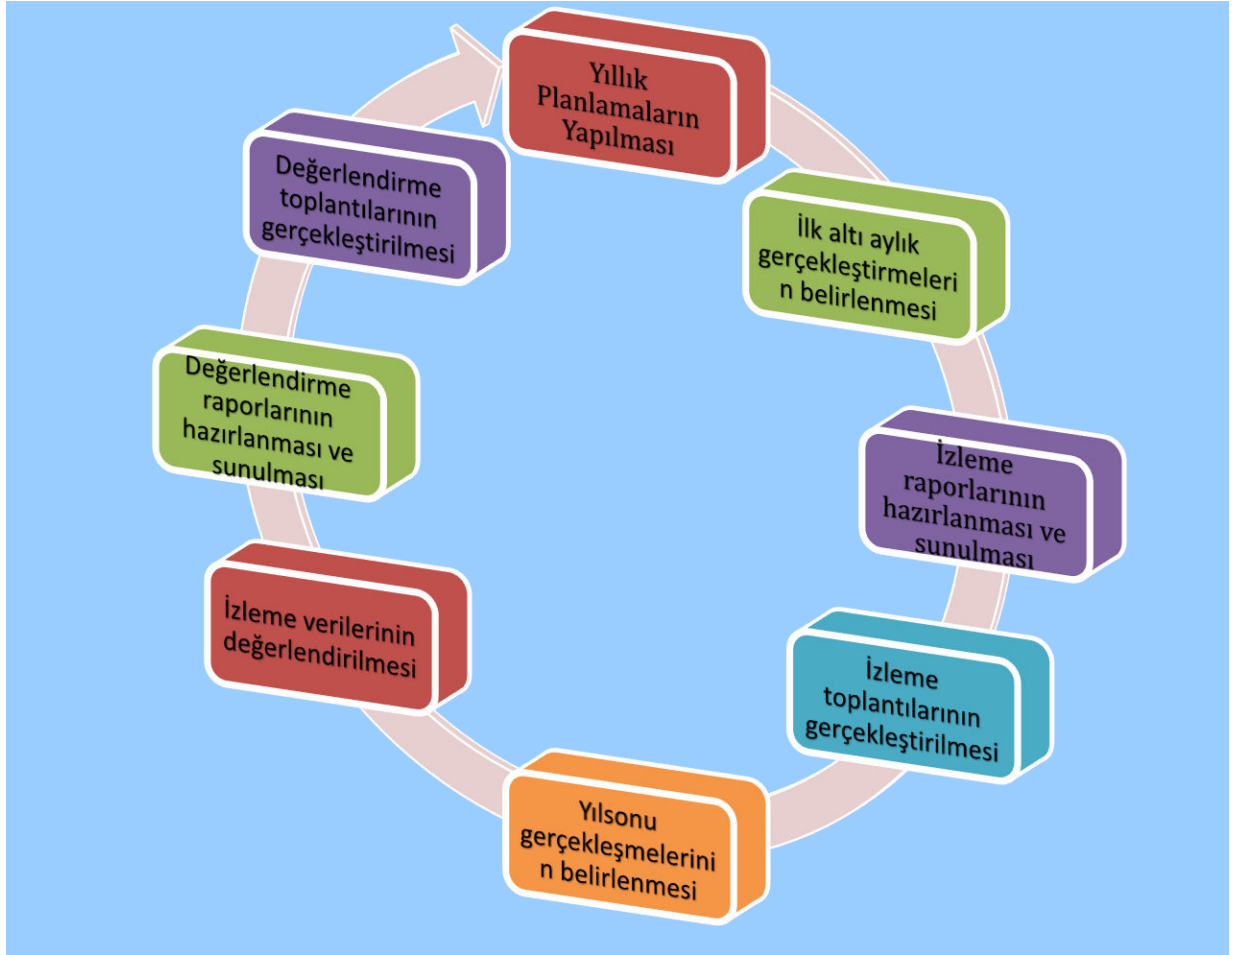 Yıllık
Planlamaların
Yapılması
İlk altı aylık
gerçekleştirmeleri
n belirlenmesi
İzleme
raporlarının
hazırlanması ve
sunulması
İzleme
toplantılarının
gerçekleştirilmesi
Yılsonu
gerçekleşmelerini
n belirlenmesi
İzleme verilerinin
değerlendirilmesi
Değerlendirme
raporlarının
hazırlanması ve
sunulması
Değerlendirme
toplantılarının
gerçekleştirilmesi